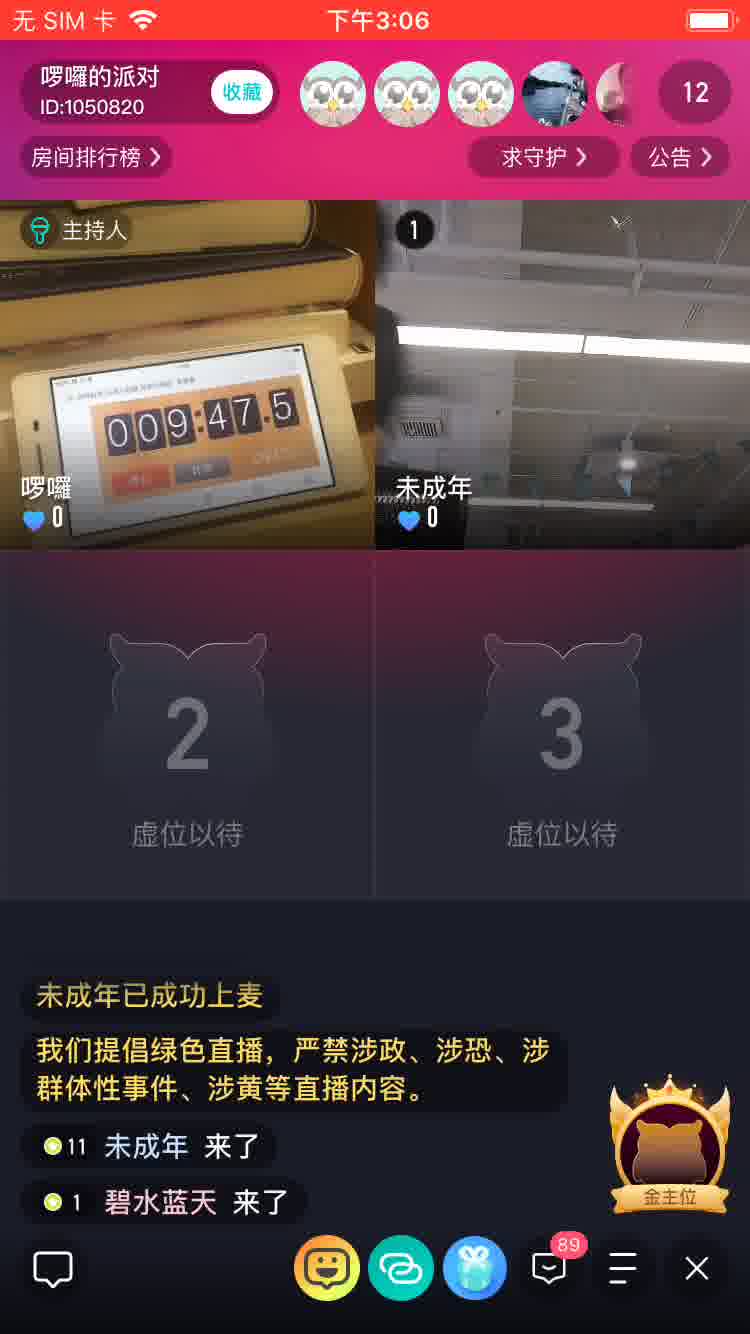 无 SIM 卡
下午3:06
啰囉的派对
ID:1050820
收藏
12
房间排行榜
求守护
公告
主持人
1
009:47.5
啰囉
0
未成年
0
2
虚位以待
3
虚位以待
未成年已成功上麦
我们提倡绿色直播，严禁涉政、涉恐、涉
群体性事件、涉黄等直播内容。
11 未成年 来了
1 碧水蓝天 来了
金主位
89